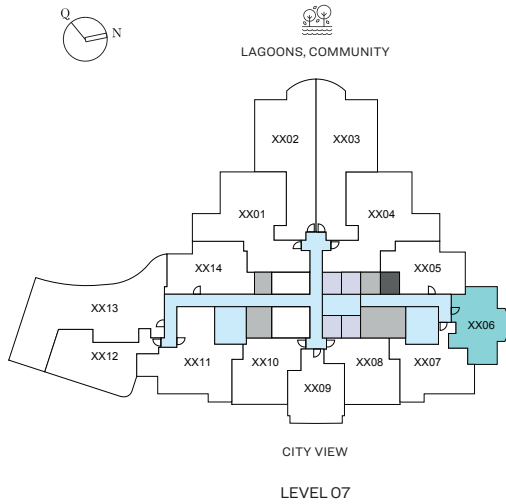 Q
N
LAGOONS, COMMUNITY
XX02
XX03
XX01
XX04
XX14
XX05
XX13
XX06
XX12
XX11
XX10
XX08
XX07
XX09
CITY VIEW
LEVEL 07